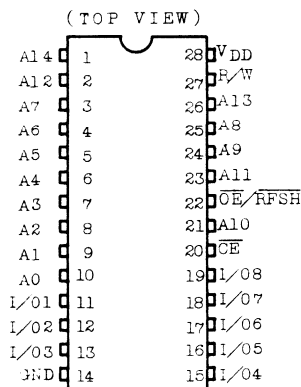 (TOP VIEW)
A14 1 28 VDD
A12 2 27 R/W
A7 3 26 A13
A6 4 25 A8
A5 5 24 A9
A4 6 23 A11
A3 7 22 OE/RFSH
A2 8 21 A10
A1 9 20 CE
A0 10 19 I/O8
I/O1 11 18 I/O7
I/O2 12 17 I/O6
I/O3 13 16 I/O5
GND 14 15 I/O4